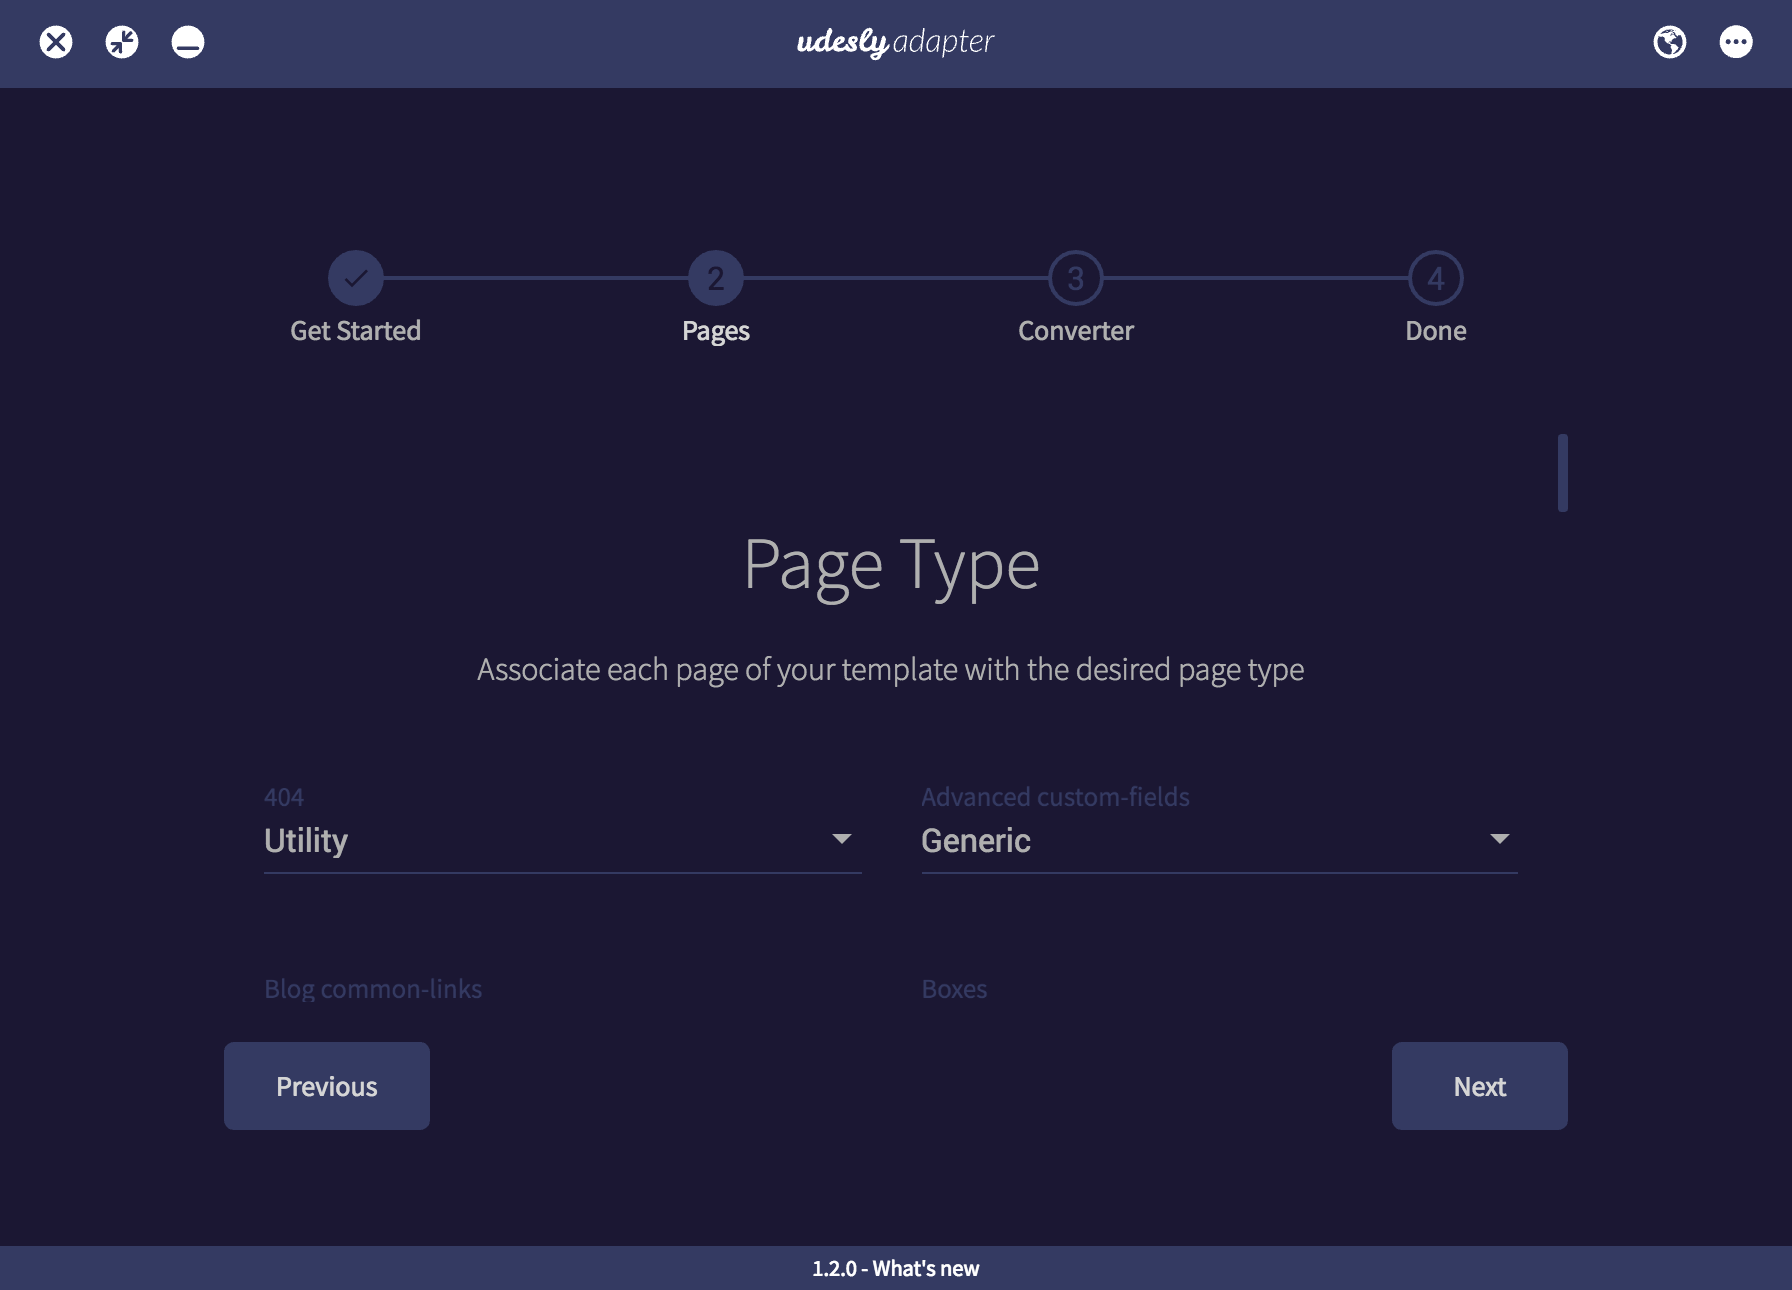 udesly adapter
2
3
4
Get Started
Pages
Converter
Done
Page Type
Associate each page of your template with the desired page type
404
Advanced custom-fields
Utility
Generic
Blog common-links
Boxes
Previous
Next
1.2.0 - What's new